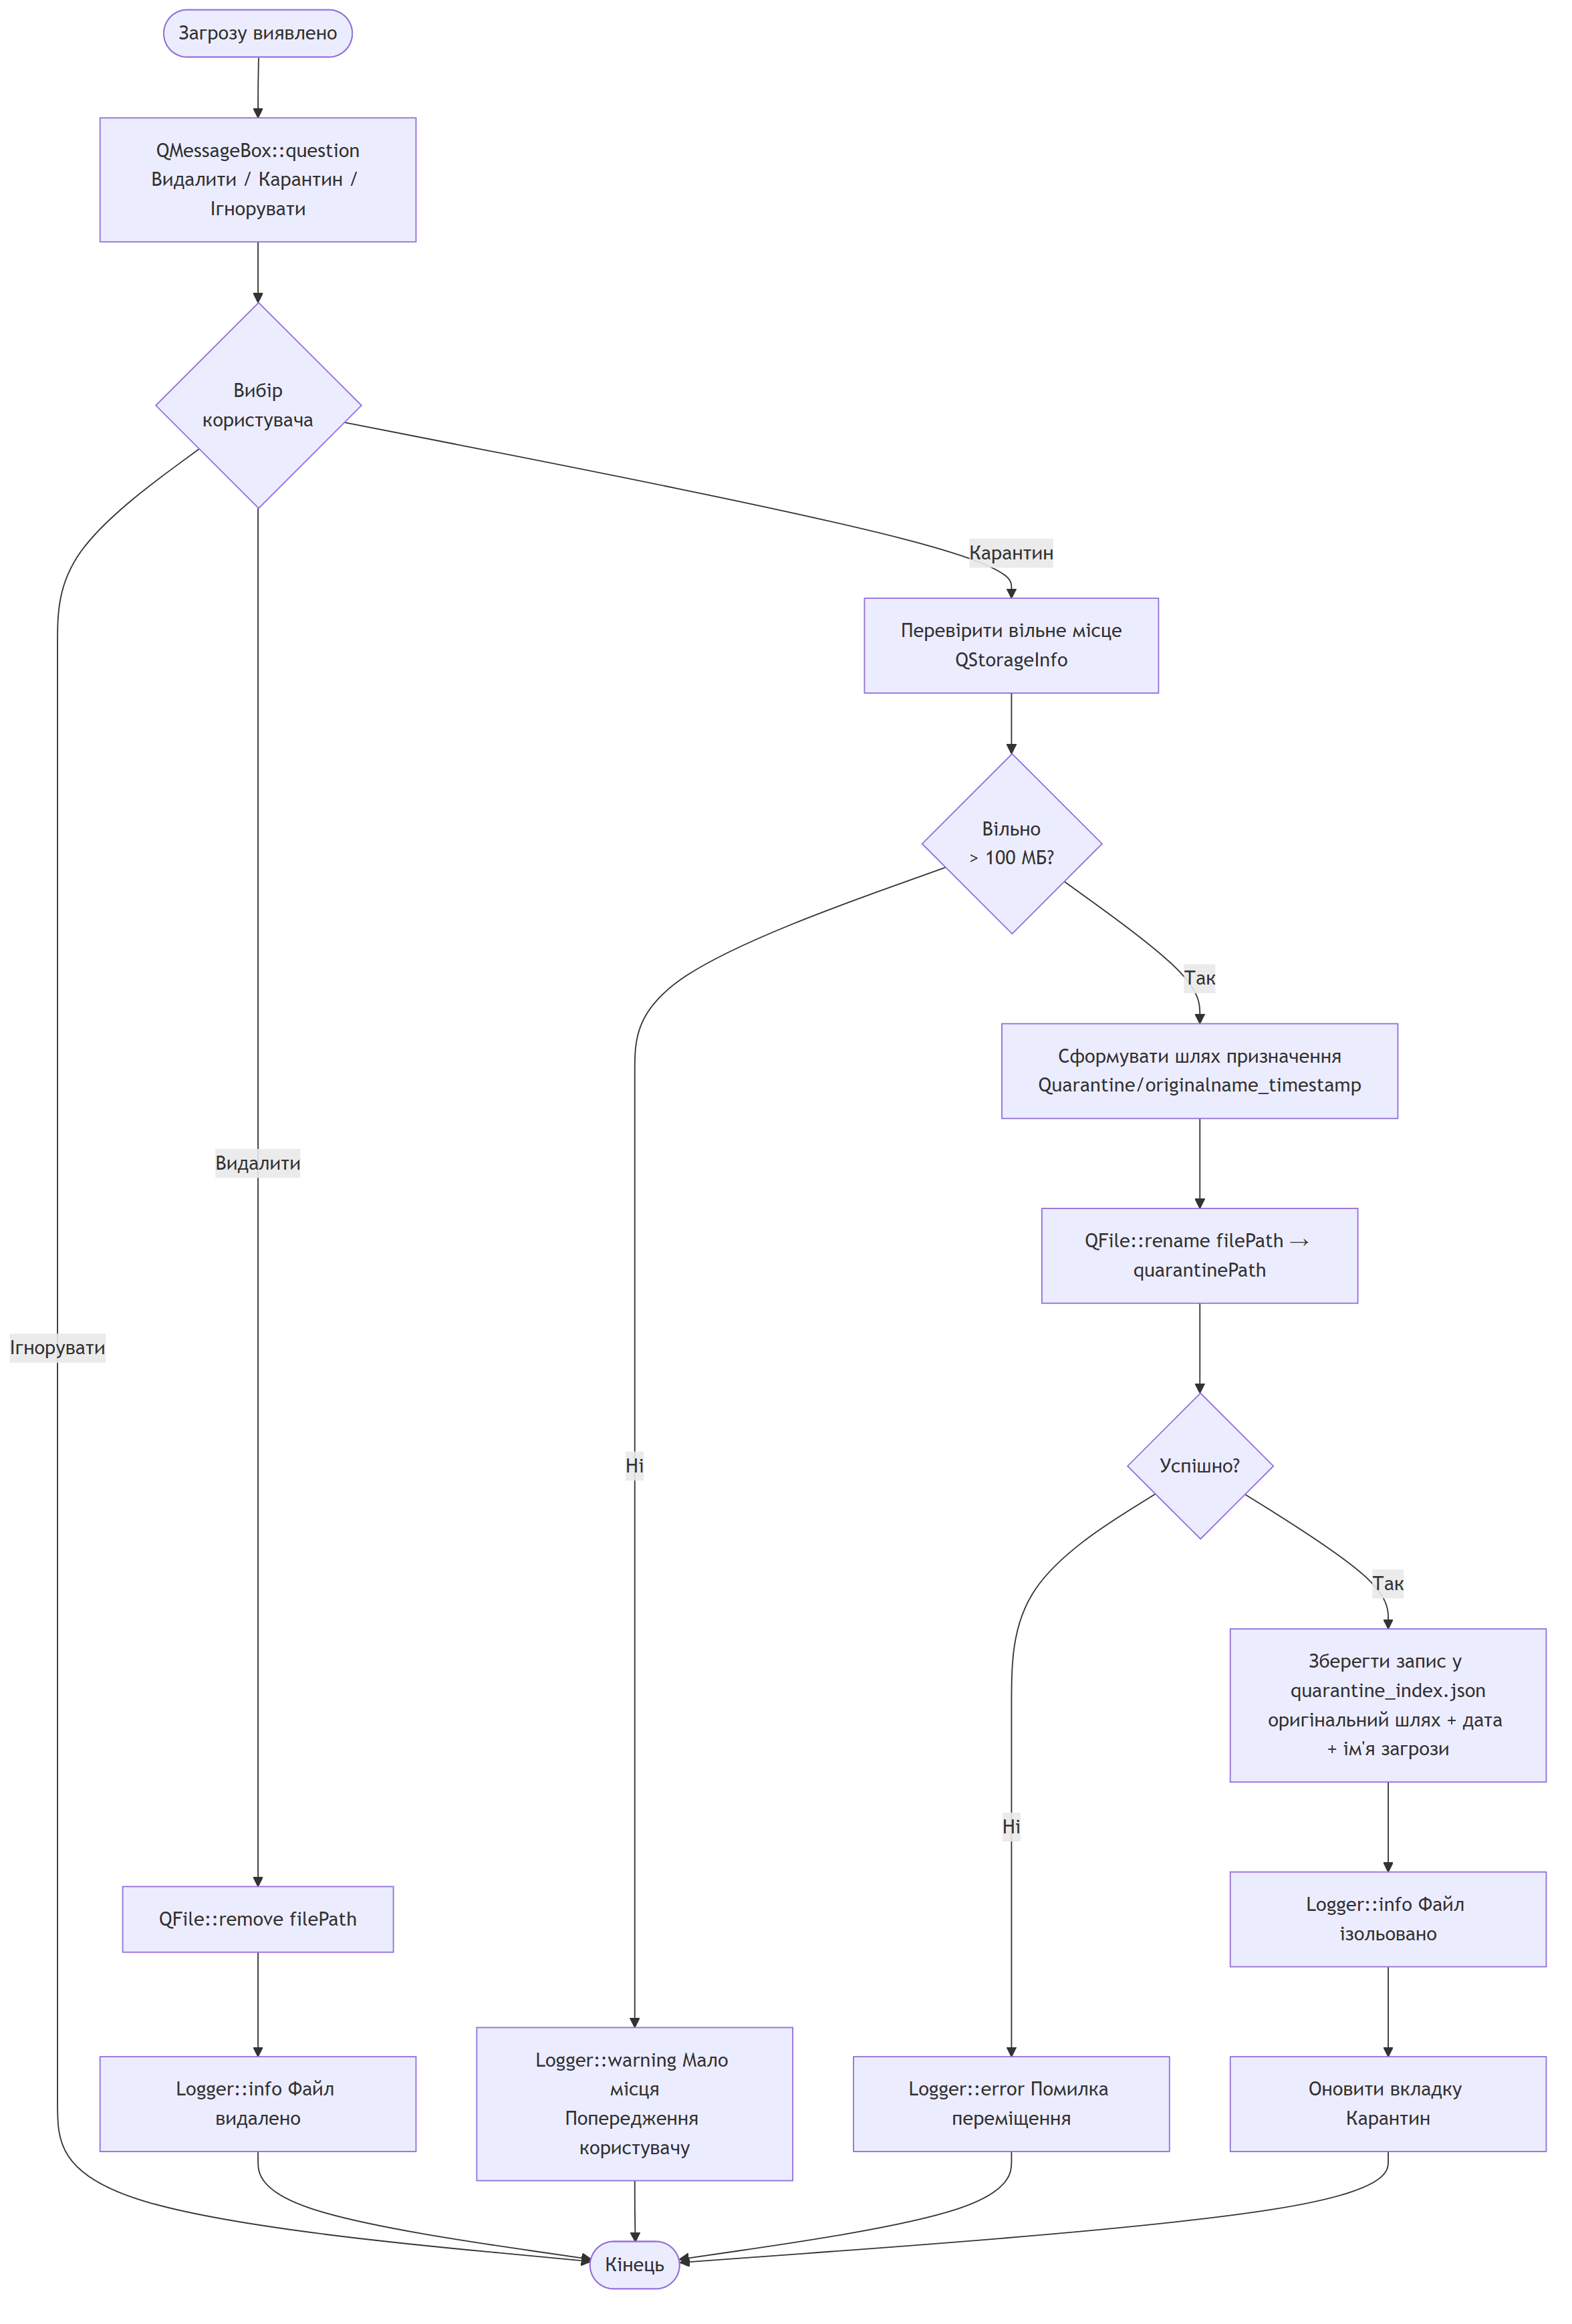 Загрозу виявлено
QMessageBox::question
Видалити / Карантин /
Ігнорувати
Вибір
користувача
Карантин
Перевірити вільне місце
QStorageInfo
Вільно
> 100 МБ?
Так
Сформувати шлях призначення
Quarantine/originalname_timestamp
Видалити
QFile::rename filePath →
quarantinePath
Ігнорувати
Ні
Успішно?
Так
Зберегти запис у
quarantine_index.json
оригінальний шлях + дата
+ ім'я загрози
Ні
QFile::remove filePath
Logger::info Файл
ізольовано
Logger::info Файл
видалено
Logger::warning Мало
місця
Попередження
користувачу
Logger::error Помилка
переміщення
Оновити вкладку
Карантин
Кінець